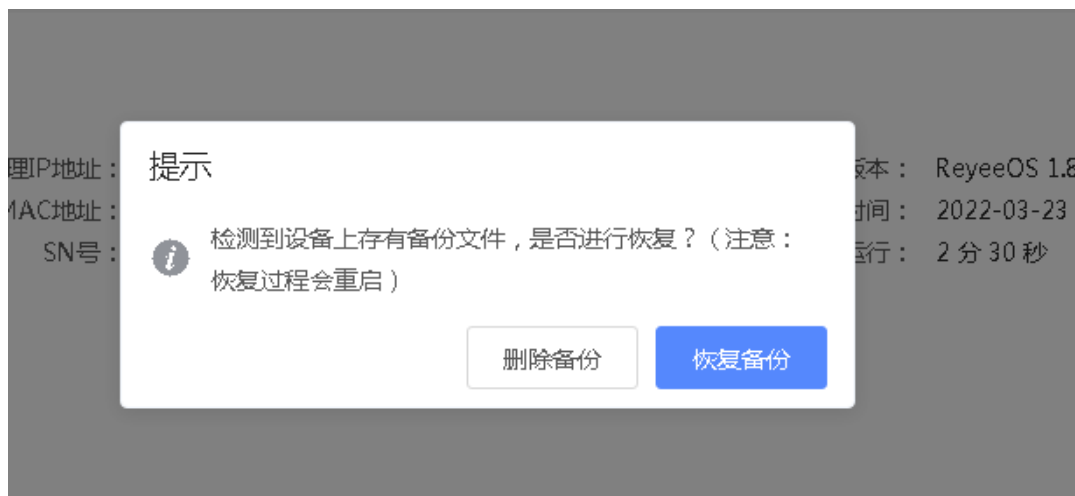 提示
理IP地址：
MAC地址：
SN号：
检测到设备上存有备份文件，是否进行恢复？（注意：
恢复过程会重启）
版本： ReyeeOS 1.8
时间： 2022-03-23
运行： 2 分 30 秒
删除备份
恢复备份